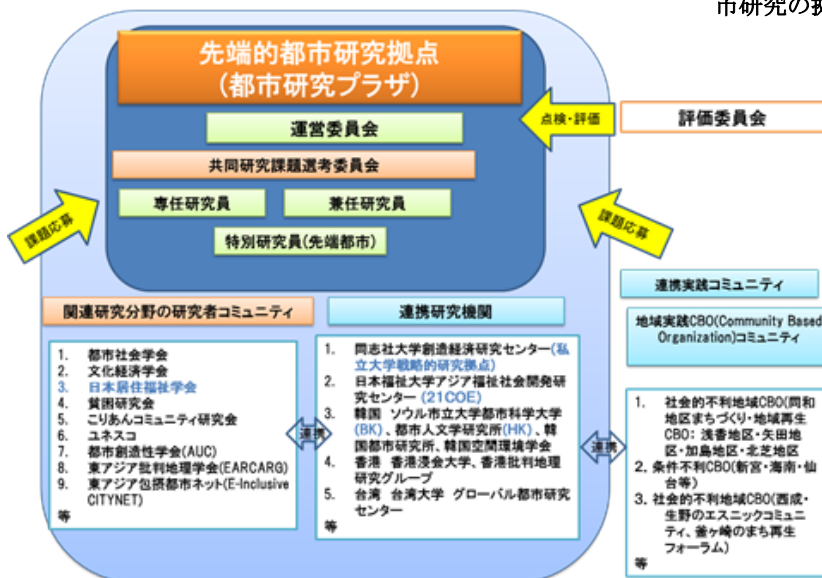 市研究の拠
先端的都市研究拠点
(都市研究プラザ)
運営委員会
点検・評価
評価委員会
共同研究課題選考委員会
専任研究員
兼任研究員
特別研究員(先端都市)
課題応募
課題応募
関連研究分野の研究者コミュニティ
1. 都市社会学会
2. 文化経済学会
3. 日本居住福祉学会
4. 貧困研究会
5. こりあんコミュニティ研究会
6. ユネスコ
7. 都市創造性学会(AUC)
8. 東アジア批判地理学会(EARCARG)
9. 東アジア包摂都市ネット(E-Inclusive
CITYNET)
等
連携
連携研究機関
1. 同志社大学創造経済研究センター(私
立大学戦略的研究拠点)
2. 日本福祉大学アジア福祉社会開発研
究センター (21COE)
3. 韓国 ソウル市立大学都市科学大学
(BK)、都市人文学研究所(HK)、韓
国都市研究所、韓国空間環境学会
4. 香港 香港浸会大学、香港批判地理
研究グループ
5. 台湾 台湾大学 グローバル都市研究
センター
等
連携
連携実践コミュニティ
地域実践CBO(Community Based
Organization)コミュニティ
1. 社会的不利地域CBO(同和
地区まちづくり・地域再生
CBO: 浅香地区・矢田地
区・加島地区・北芝地区
2. 条件不利CBO(新宮・海南・仙
台等)
3. 社会的不利地域CBO(西成・
生野のエスニックコミュニ
ティ、釜ヶ崎のまち再生
フォーラム)
等